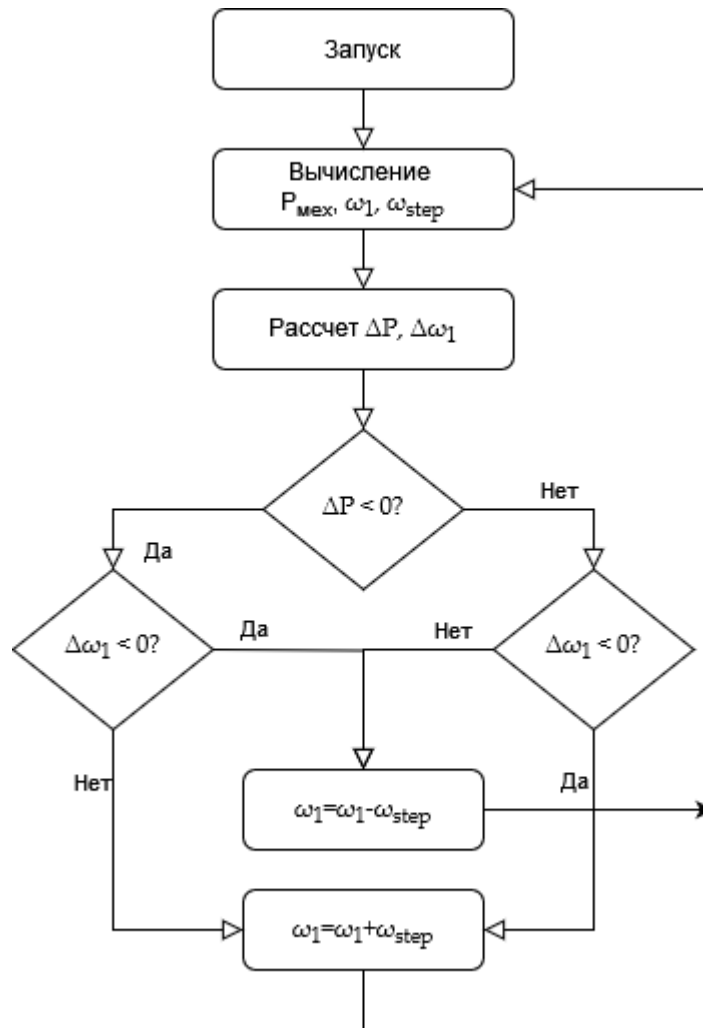 Запуск
Вычисление
Pмех, ω1, ωstep
Рассчет ΔP, Δω1
ΔP < 0?
Нет
Да
Δω1 < 0?
Да
Нет
Δω1 < 0?
Нет
ω1=ω1-ωstep
Да
ω1=ω1+ωstep